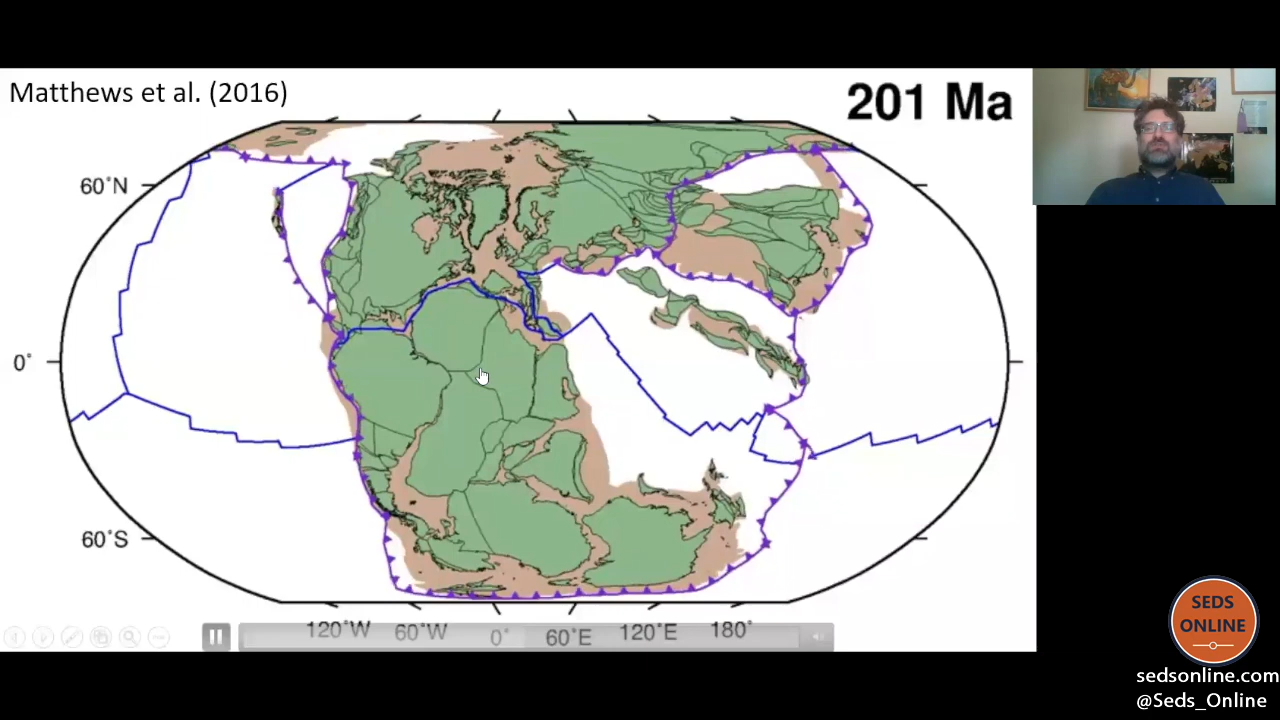 Matthews et al. (2016)
201 Ma
60°N
0°
60°S
120°W 60°W 0° 60°E 120°E 180°
SEDS
ONLINE
sedsonline.com
@Seds_Online